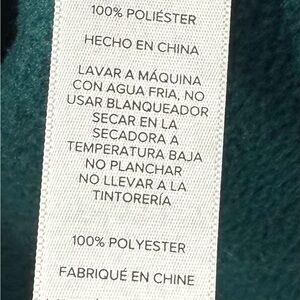 100% POLIÉSTER
HECHO EN CHINA
LAVAR A MÁQUINA
CON AGUA FRIA, NO
USAR BLANQUEADOR
SECAR EN LA
SECADORA A
TEMPERATURA BAJA
NO PLANCHAR
NO LLEVAR A LA
TINTORERÍA
100% POLYESTER
FABRIQUÉ EN CHINE